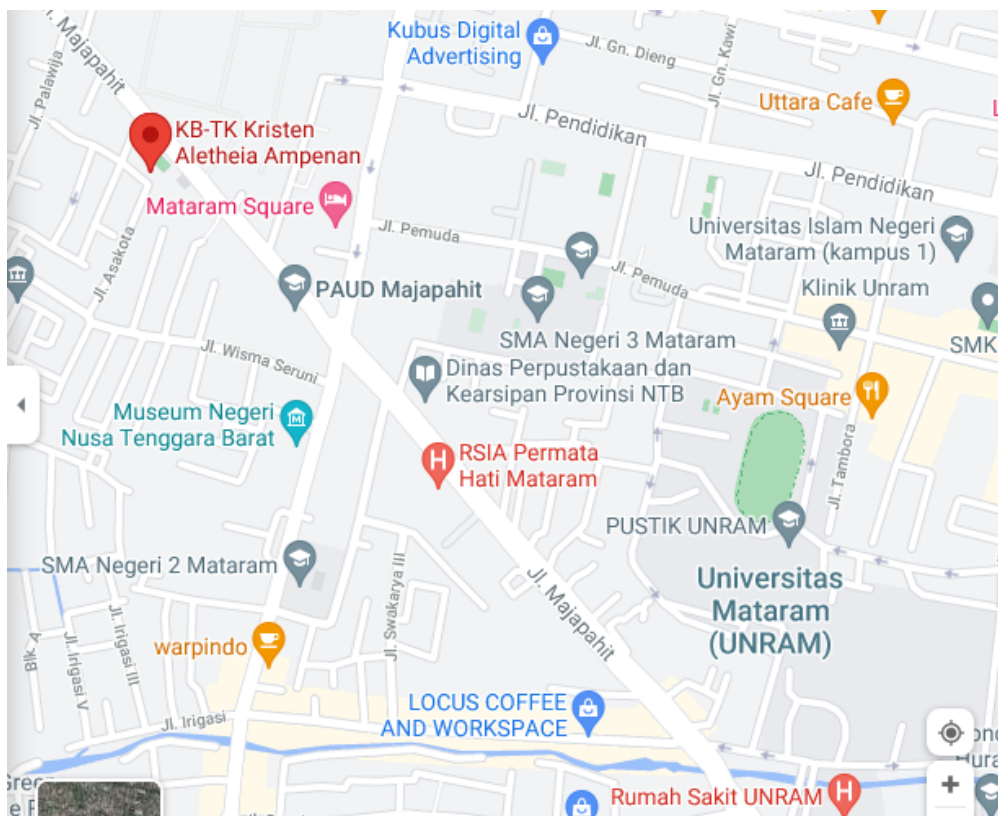 Jl. Majapahit
Kubus Digital
Advertising
Jl. Gn. Dieng
Jl. Gn. Kawi
Jl. Palawija
Uttara Cafe
KB-TK Kristen
Aletheia Ampenan
Jl. Pendidikan
Jl. Pendidikan
Mataram Square
Jl. Pemuda
Universitas Islam Negeri
Mataram (kampus 1)
Jl. Asakota
Jl. Pemuda
PAUD Majapahit
Klinik Unram
SMA Negeri 3 Mataram
SMK
Jl. Wisma Seruni
Dinas Perpustakaan dan
Kearsipan Provinsi NTB
Ayam Square
Museum Negeri
Nusa Tenggara Barat
RSIA Permata
Hati Mataram
Jl. Tambora
PUSTIK UNRAM
SMA Negeri 2 Mataram
Universitas
Mataram
(UNRAM)
Jl. Majapahit
Jl. Swakarya III
Jl. Irigasi III
Jl. Irigasi V
Blk. A
warpindo
LOCUS COFFEE
AND WORKSPACE
Jl. Irigasi
Rumah Sakit UNRAM